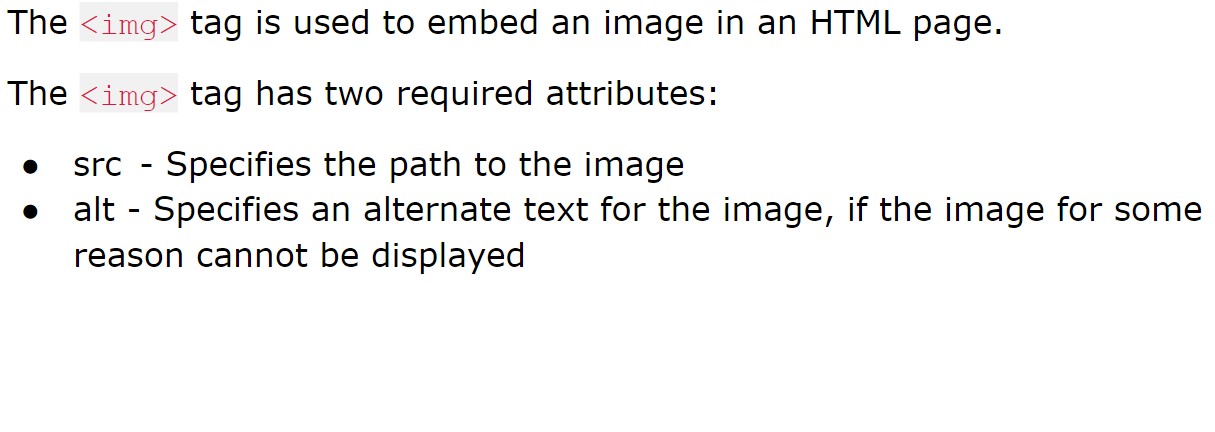 The <img> tag is used to embed an image in an HTML page.
The <img> tag has two required attributes:
● src - Specifies the path to the image
● alt - Specifies an alternate text for the image, if the image for some
reason cannot be displayed